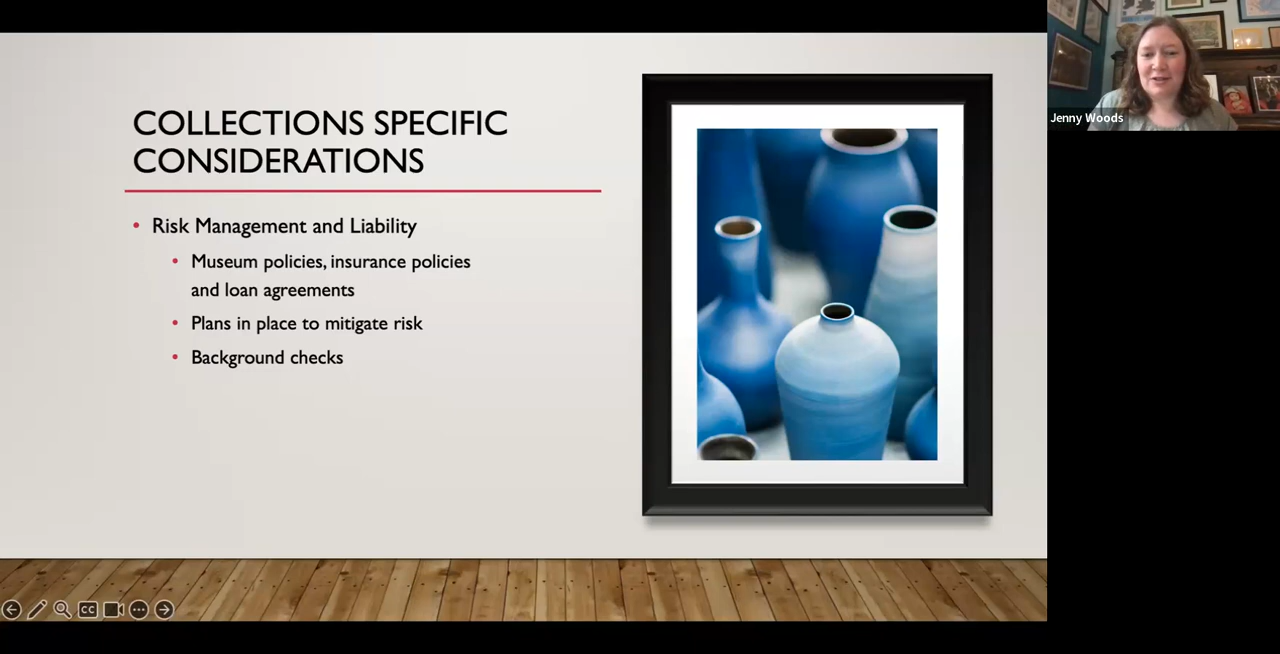 COLLECTIONS SPECIFIC
CONSIDERATIONS
• Risk Management and Liability
• Museum policies, insurance policies
and loan agreements
• Plans in place to mitigate risk
• Background checks
Jenny Woods
CC